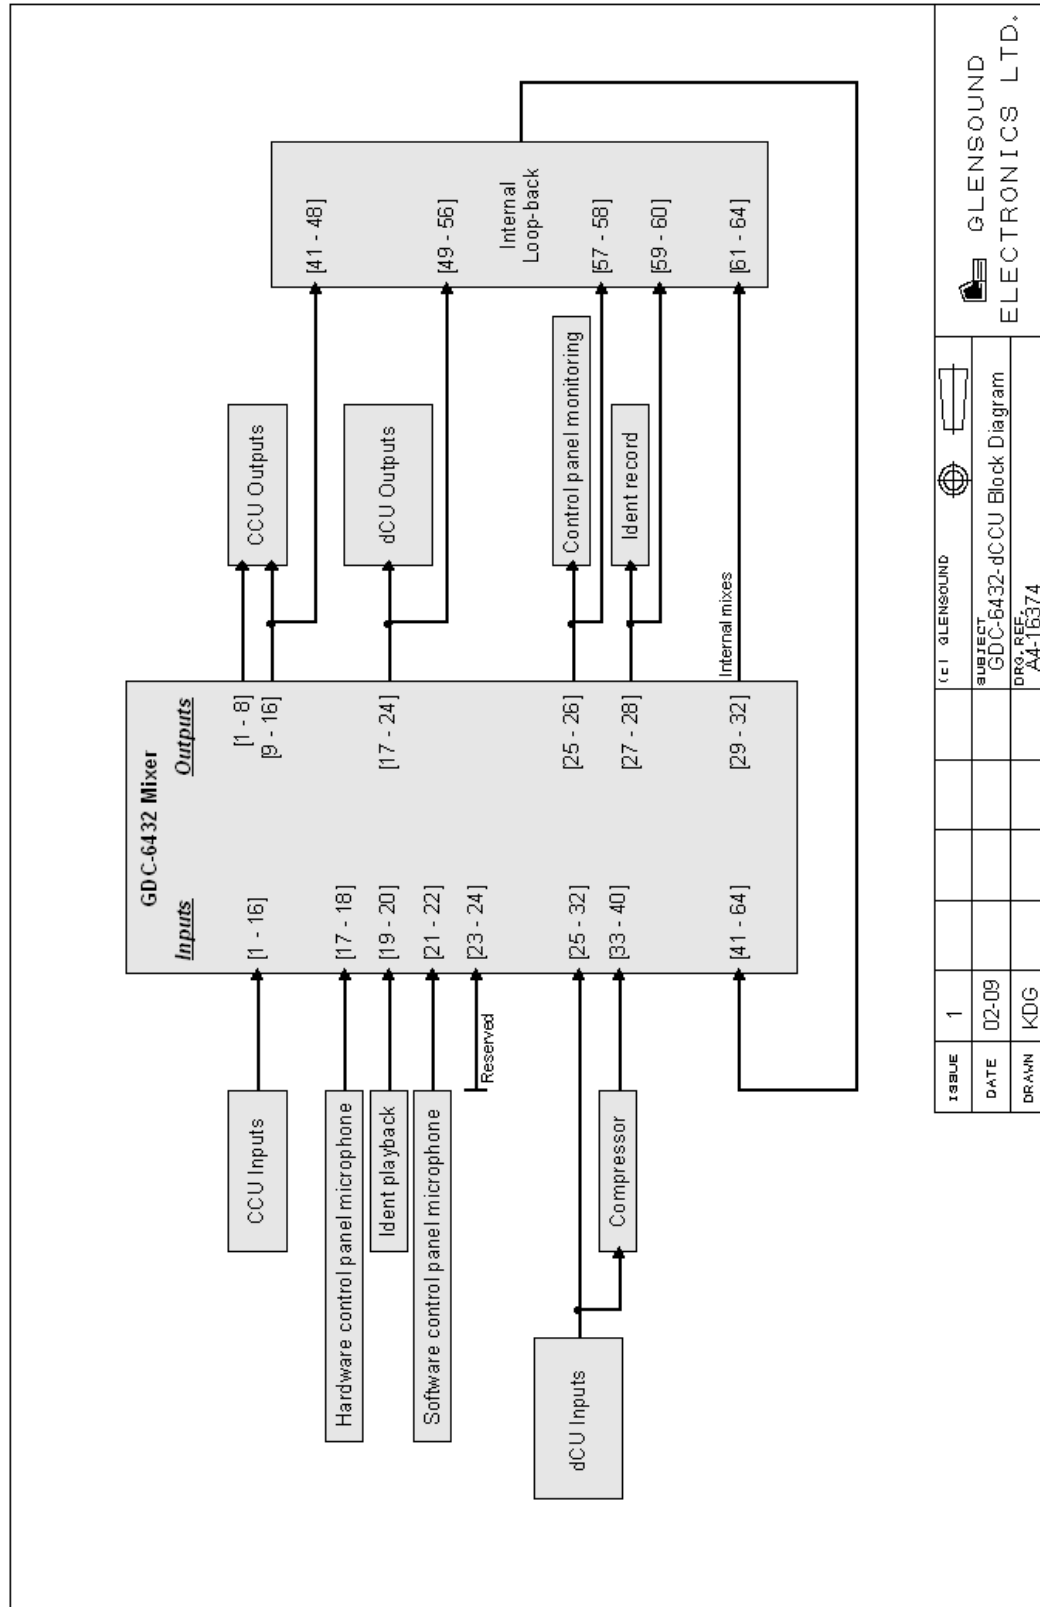 GDC-6432 Mixer
Inputs
Outputs
CCU Inputs
[1 - 16]
[1 - 8]
[9 - 16]
CCU Outputs
[41 - 48]
Hardware control panel microphone
[17 - 18]
Ident playback
[19 - 20]
[17 - 24]
dCU Outputs
[49 - 56]
Software control panel microphone
[21 - 22]
Reserved
[23 - 24]
Internal
Loop-back
dCU Inputs
[25 - 32]
[25 - 26]
Control panel monitoring
[57 - 58]
Compressor
[33 - 40]
[27 - 28]
Ident record
[59 - 60]
[41 - 64]
[29 - 32]
Internal mixes
[61 - 64]
ISSUE 1
DATE 02-09
DRAWN KDG
(c) GLENSOUND
SUBJECT
GDC-6432-dCCU Block Diagram
DRG. REF.
A4-16374
GLENSOUND
ELECTRONICS LTD.